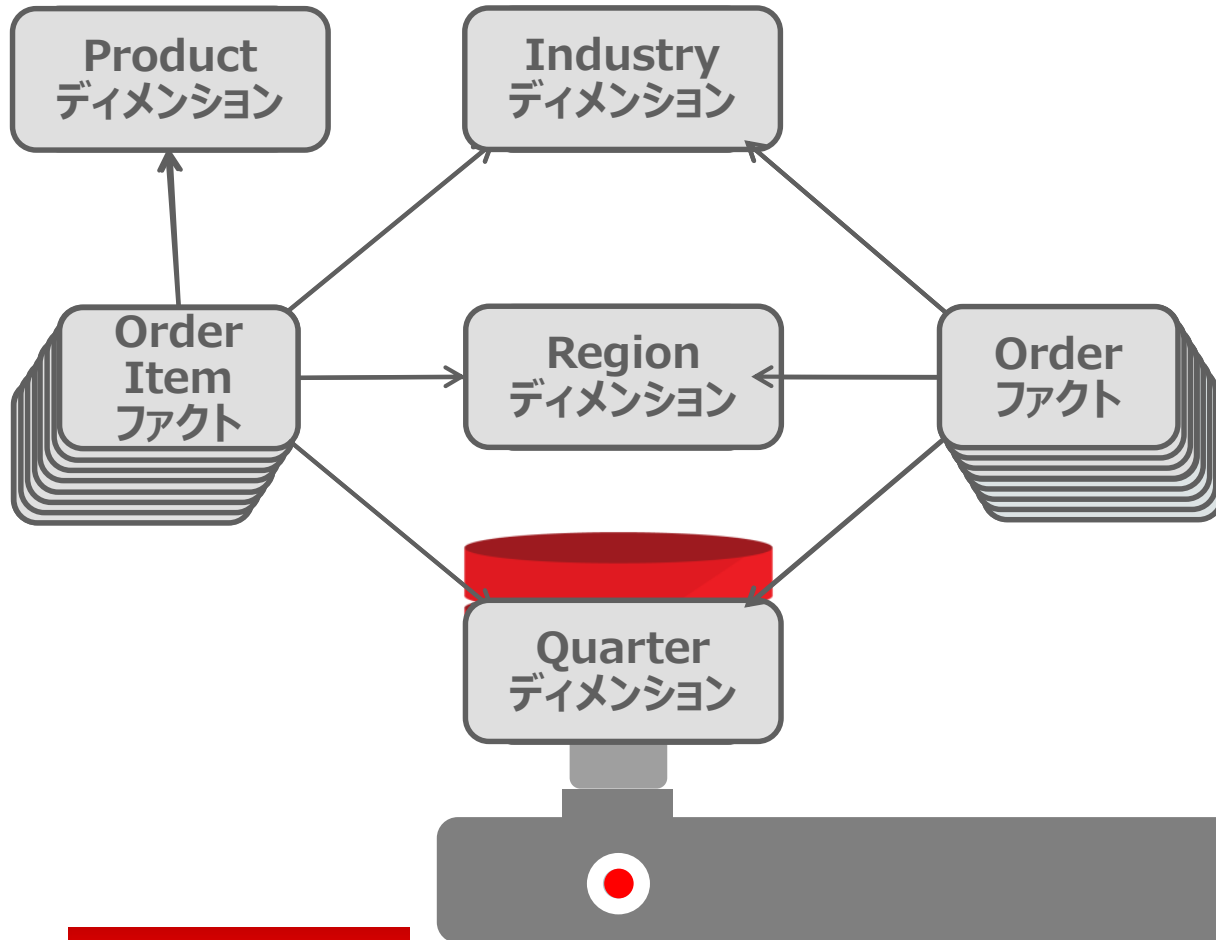 Product
ディメンション
Industry
ディメンション
Order
Item
ファクト
Region
ディメンション
Order
ファクト
Quarter
ディメンション